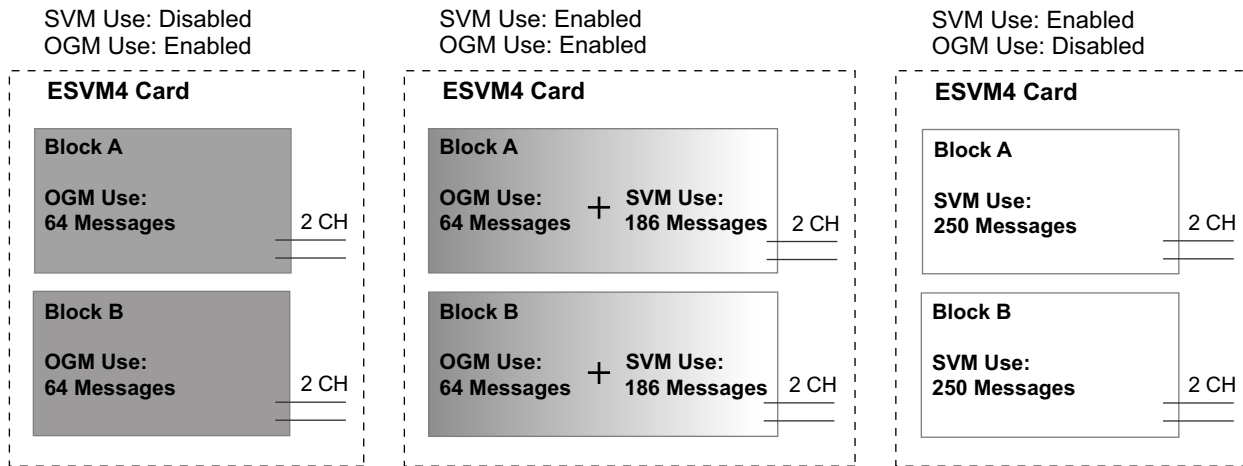 SVM Use: Disabled
OGM Use: Enabled
ESVM4 Card
Block A
OGM Use:
64 Messages
2 CH
Block B
OGM Use:
64 Messages
2 CH
SVM Use: Enabled
OGM Use: Enabled
ESVM4 Card
Block A
OGM Use:
64 Messages
+
SVM Use:
186 Messages
2 CH
Block B
OGM Use:
64 Messages
+
SVM Use:
186 Messages
2 CH
SVM Use: Enabled
OGM Use: Disabled
ESVM4 Card
Block A
SVM Use:
250 Messages
2 CH
Block B
SVM Use:
250 Messages
2 CH